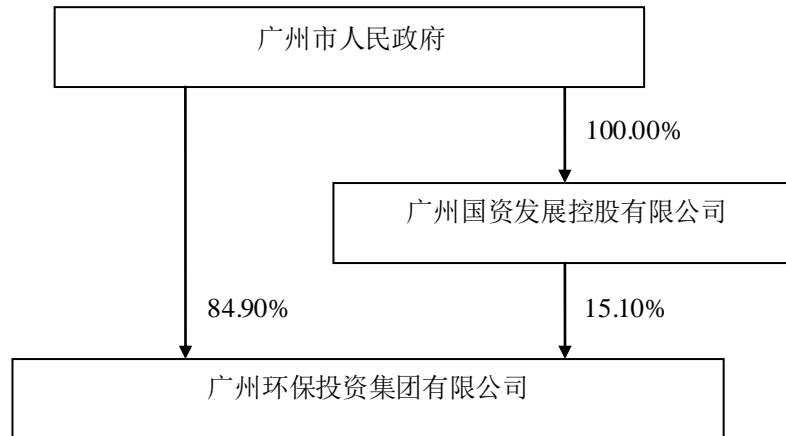 广州市人民政府
100.00%
广州国资发展控股有限公司
84.90%
15.10%
广州环保投资集团有限公司